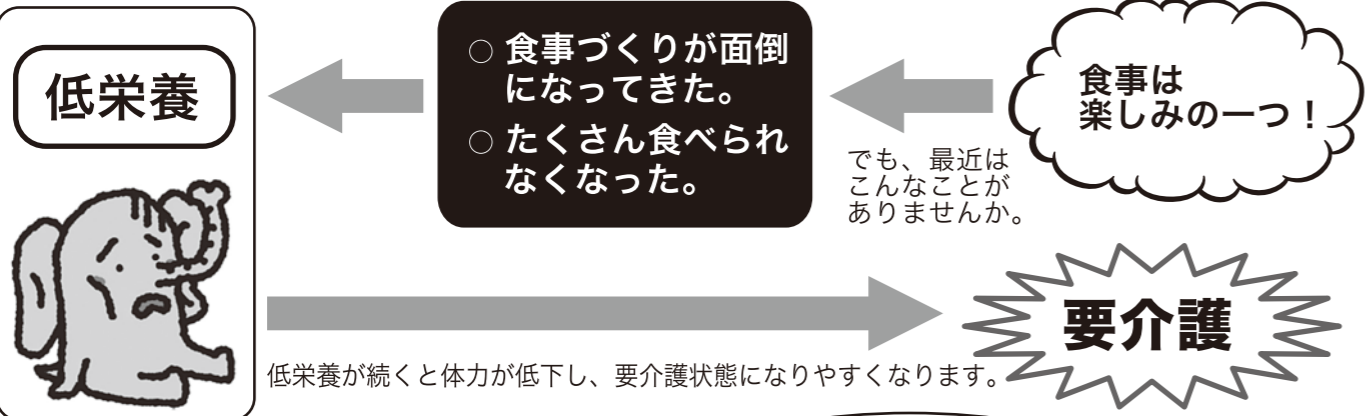 食事は
楽しみの一つ！
でも、最近は
こんなことが
ありませんか。
○ 食事づくりが面倒
になってきた。
○ たくさん食べられ
なくなった。
低栄養
低栄養が続くと体力が低下し、要介護状態になりやすくなります。
要介護